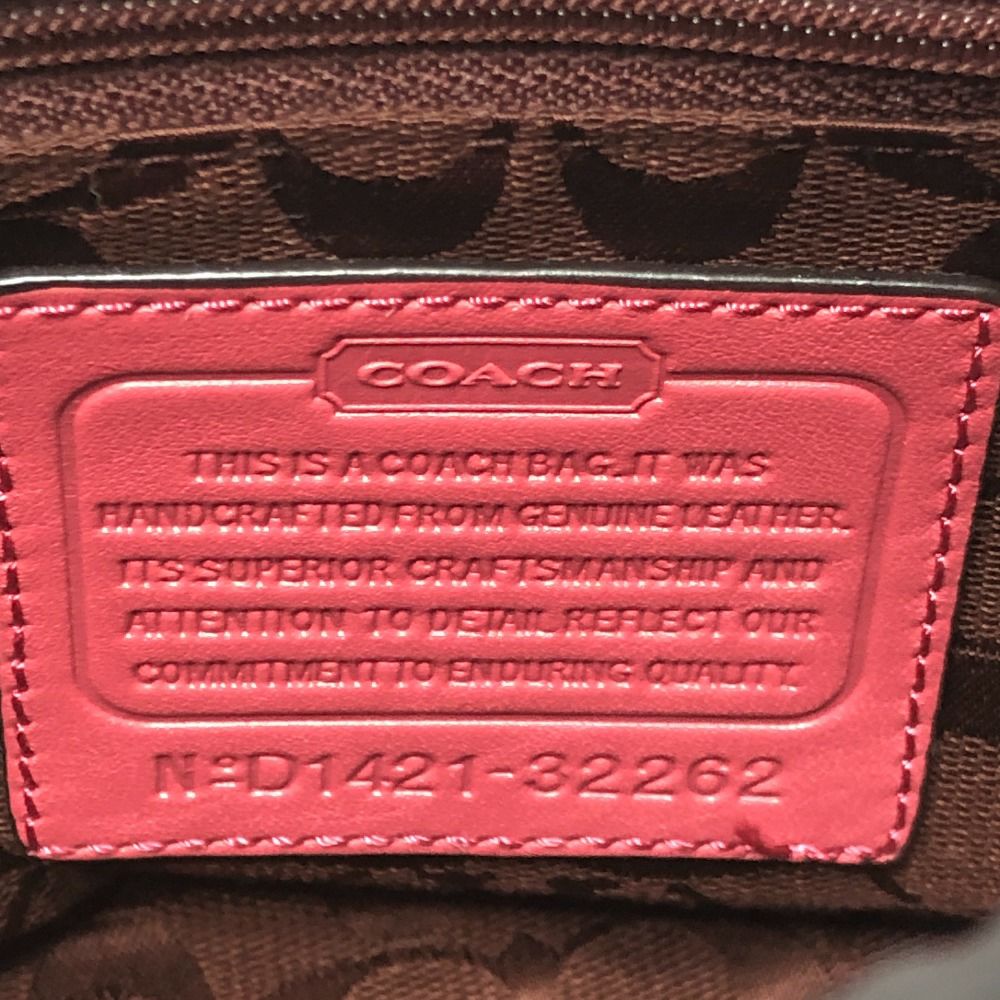 COACH
THIS IS A COACH BAG. IT WAS
HANDCRAFTED FROM GENUINE LEATHER.
ITS SUPERIOR CRAFTSMANSHIP AND
ATTENTION TO DETAIL REFLECT OUR
COMMITMENT TO ENDURING QUALITY.
Nº D1421-32262